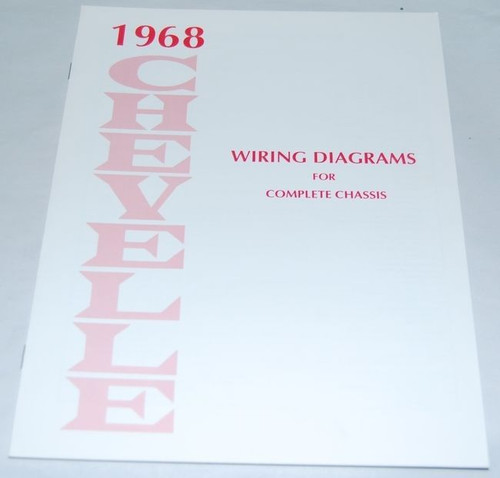 1968
CHEVELLE
WIRING DIAGRAMS
FOR
COMPLETE CHASSIS